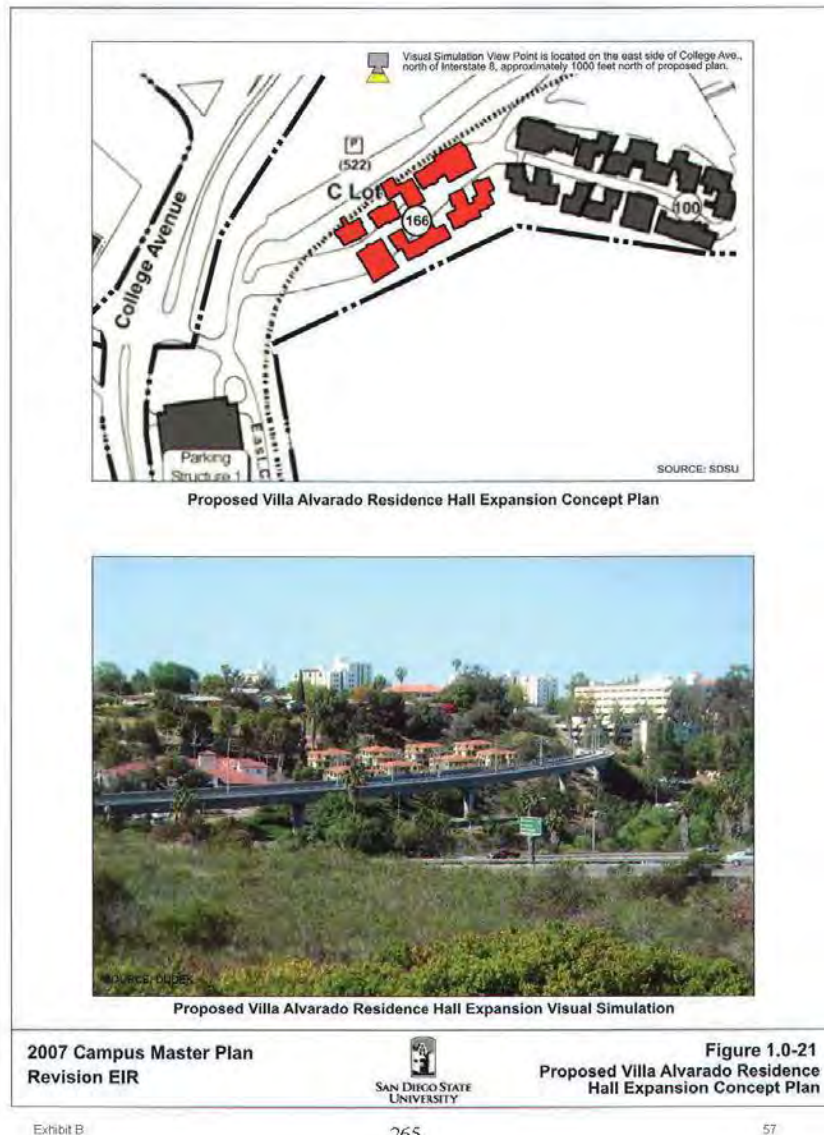 Visual Simulation View Point is located on the east side of College Ave.,
north of Interstate 8, approximately 1000 feet north of proposed plan.
P
(522)
C Lot
166
100
College Avenue
East C
Parking
Structure 1
SOURCE: SDSU
Proposed Villa Alvarado Residence Hall Expansion Concept Plan
SOURCE: DUDEK
Proposed Villa Alvarado Residence Hall Expansion Visual Simulation
2007 Campus Master Plan
Revision EIR
SAN DIEGO STATE
UNIVERSITY
Figure 1.0-21
Proposed Villa Alvarado Residence
Hall Expansion Concept Plan
Exhibit B
265
57